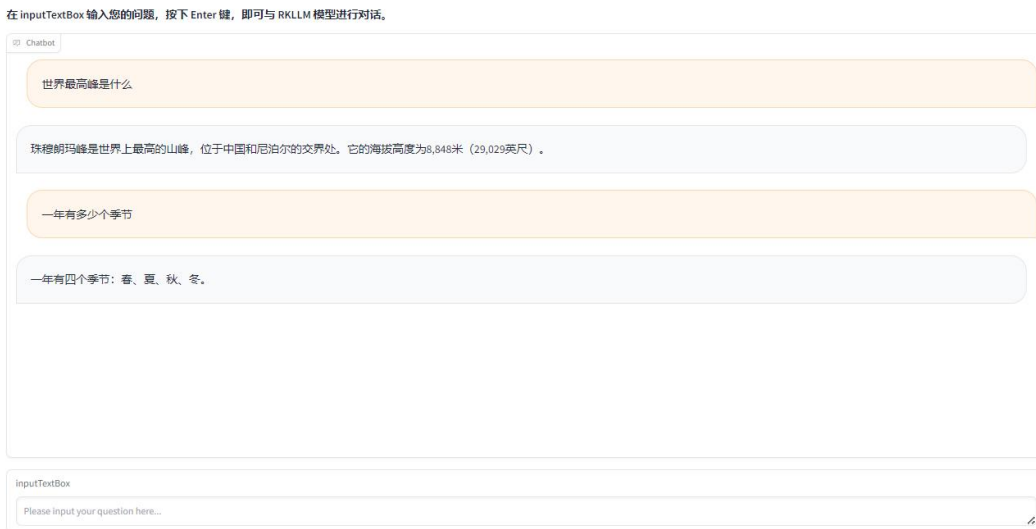 在 inputTextBox 输入您的问题，按下 Enter 键，即可与 RKLLM 模型进行对话。
Chatbot
世界最高峰是什么
珠穆朗玛峰是世界上最高的山峰，位于中国和尼泊尔的交界处。它的海拔高度为8,848米（29,029英尺）。
一年有多少个季节
一年有四个季节：春、夏、秋、冬。
inputTextBox
Please input your question here...